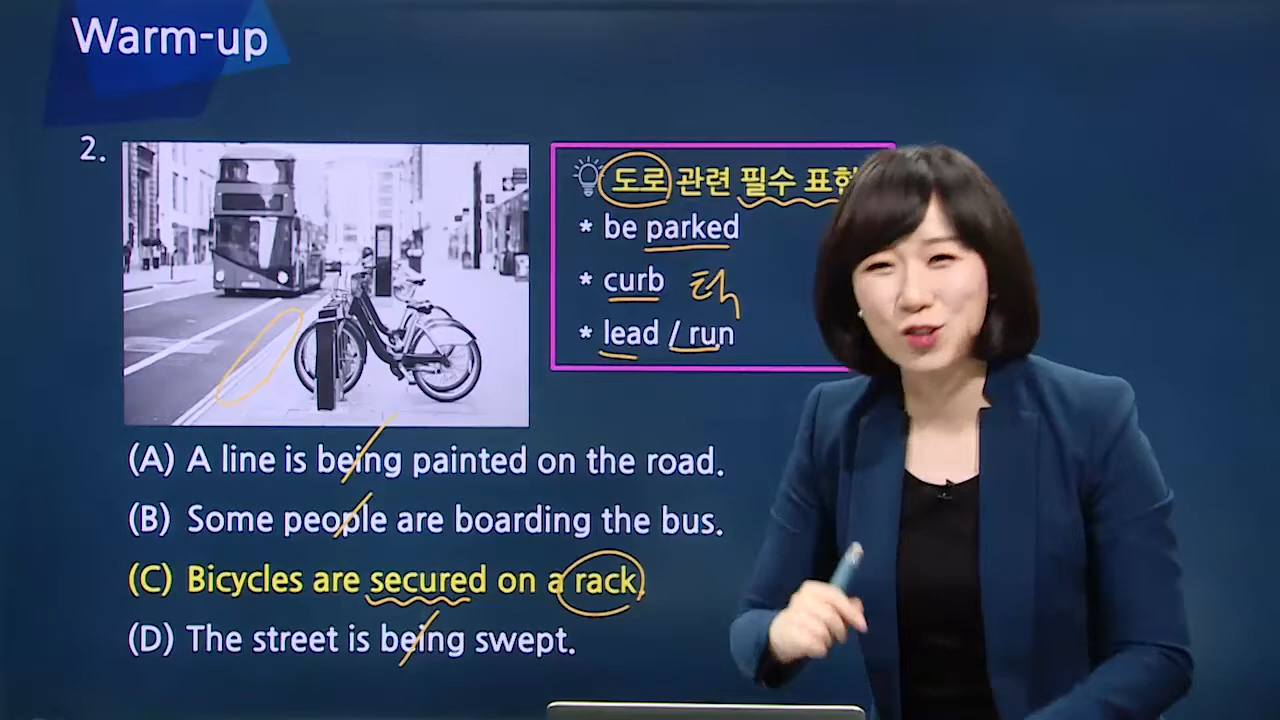 Warm-up
2.
도로 관련 필수 표현
* be parked
* curb 턱
* lead / run
(A) A line is being painted on the road.
(B) Some people are boarding the bus.
(C) Bicycles are secured on a rack.
(D) The street is being swept.